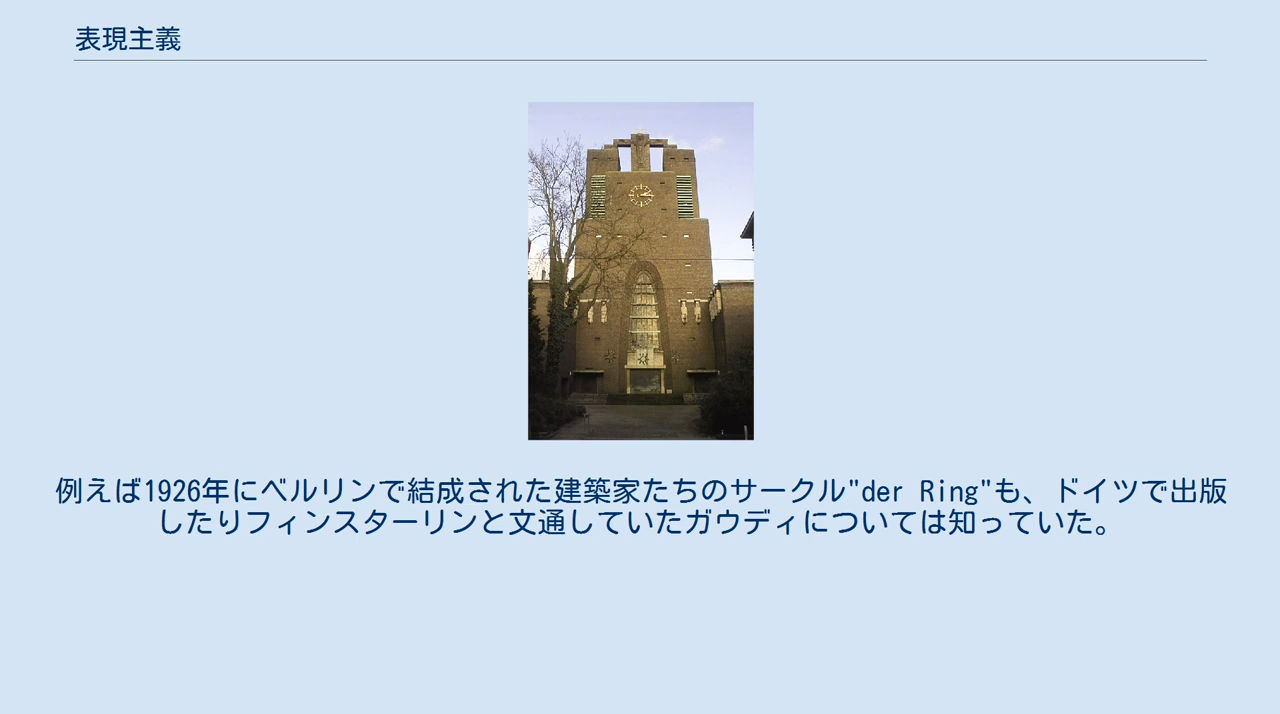 表現主義
例えば1926年にベルリンで結成された建築家たちのサークル"der Ring"も、ドイツで出版
したりフィンスターリンと文通していたガウディについては知っていた。